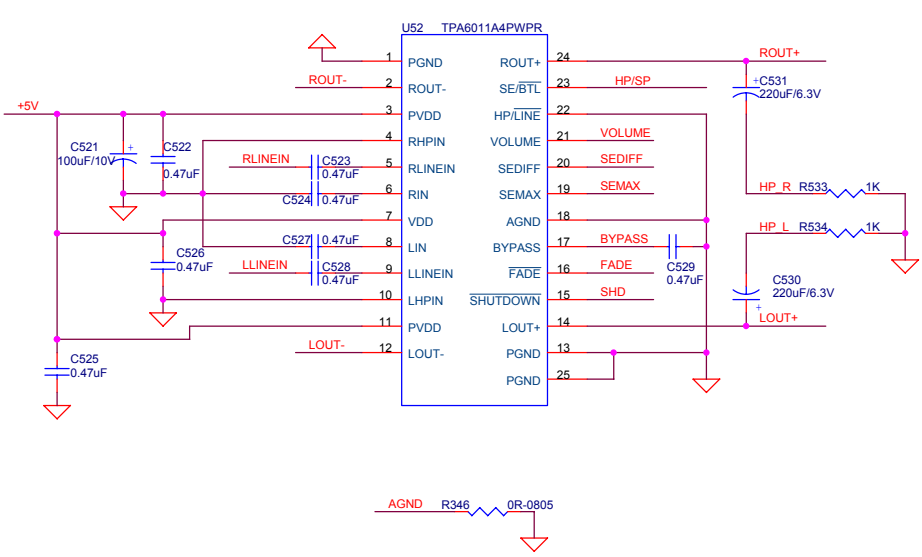 U52 TPA6011A4PWPR
1 PGND ROUT+ 24 ROUT+
ROUT- 2 ROUT- SE/BTL 23 HP/SP
+C531
220uF/6.3V
+5V 3 PVDD HP/LINE 22
4 RHPIN VOLUME 21 VOLUME
C521 + 100uF/10V
C522 0.47uF
RLINEIN C523 0.47uF 5 RLINEIN SEDIFF 20 SEDIFF
C524 0.47uF 6 RIN SEMAX 19 SEMAX
HP_R R533 1K
7 VDD AGND 18
HP_L R534 1K
C527 0.47uF 8 LIN BYPASS 17 BYPASS
C526 0.47uF
LLINEIN C528 0.47uF 9 LLINEIN FADE 16 FADE
C529 0.47uF
C530 220uF/6.3V +
10 LHPIN SHUTDOWN 15 SHD
11 PVDD LOUT+ 14 LOUT+
LOUT- 12 LOUT- PGND 13
C525 0.47uF
PGND 25
AGND R346 0R-0805